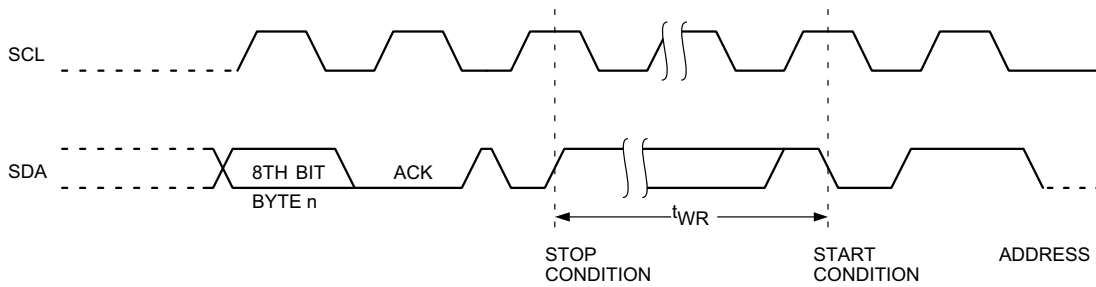 SCL
SDA
8TH BIT
ACK
BYTE n
tWR
STOP
CONDITION
START
CONDITION
ADDRESS